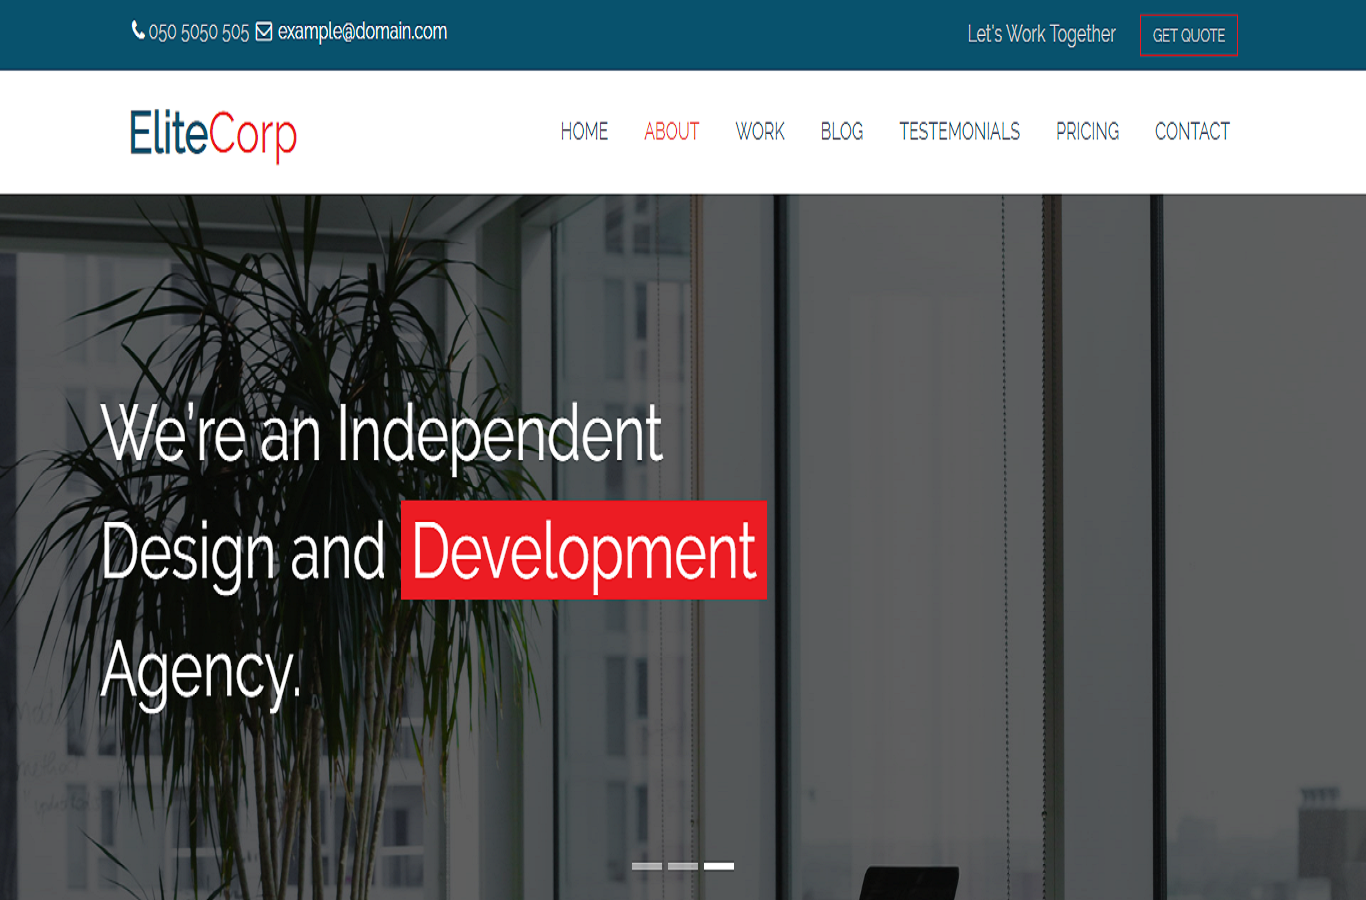 050 5050 505 example@domain.com
Let's Work Together GET QUOTE
EliteCorp
HOME ABOUT WORK BLOG TESTEMONIALS PRICING CONTACT
We're an Independent
Design and Development
Agency.